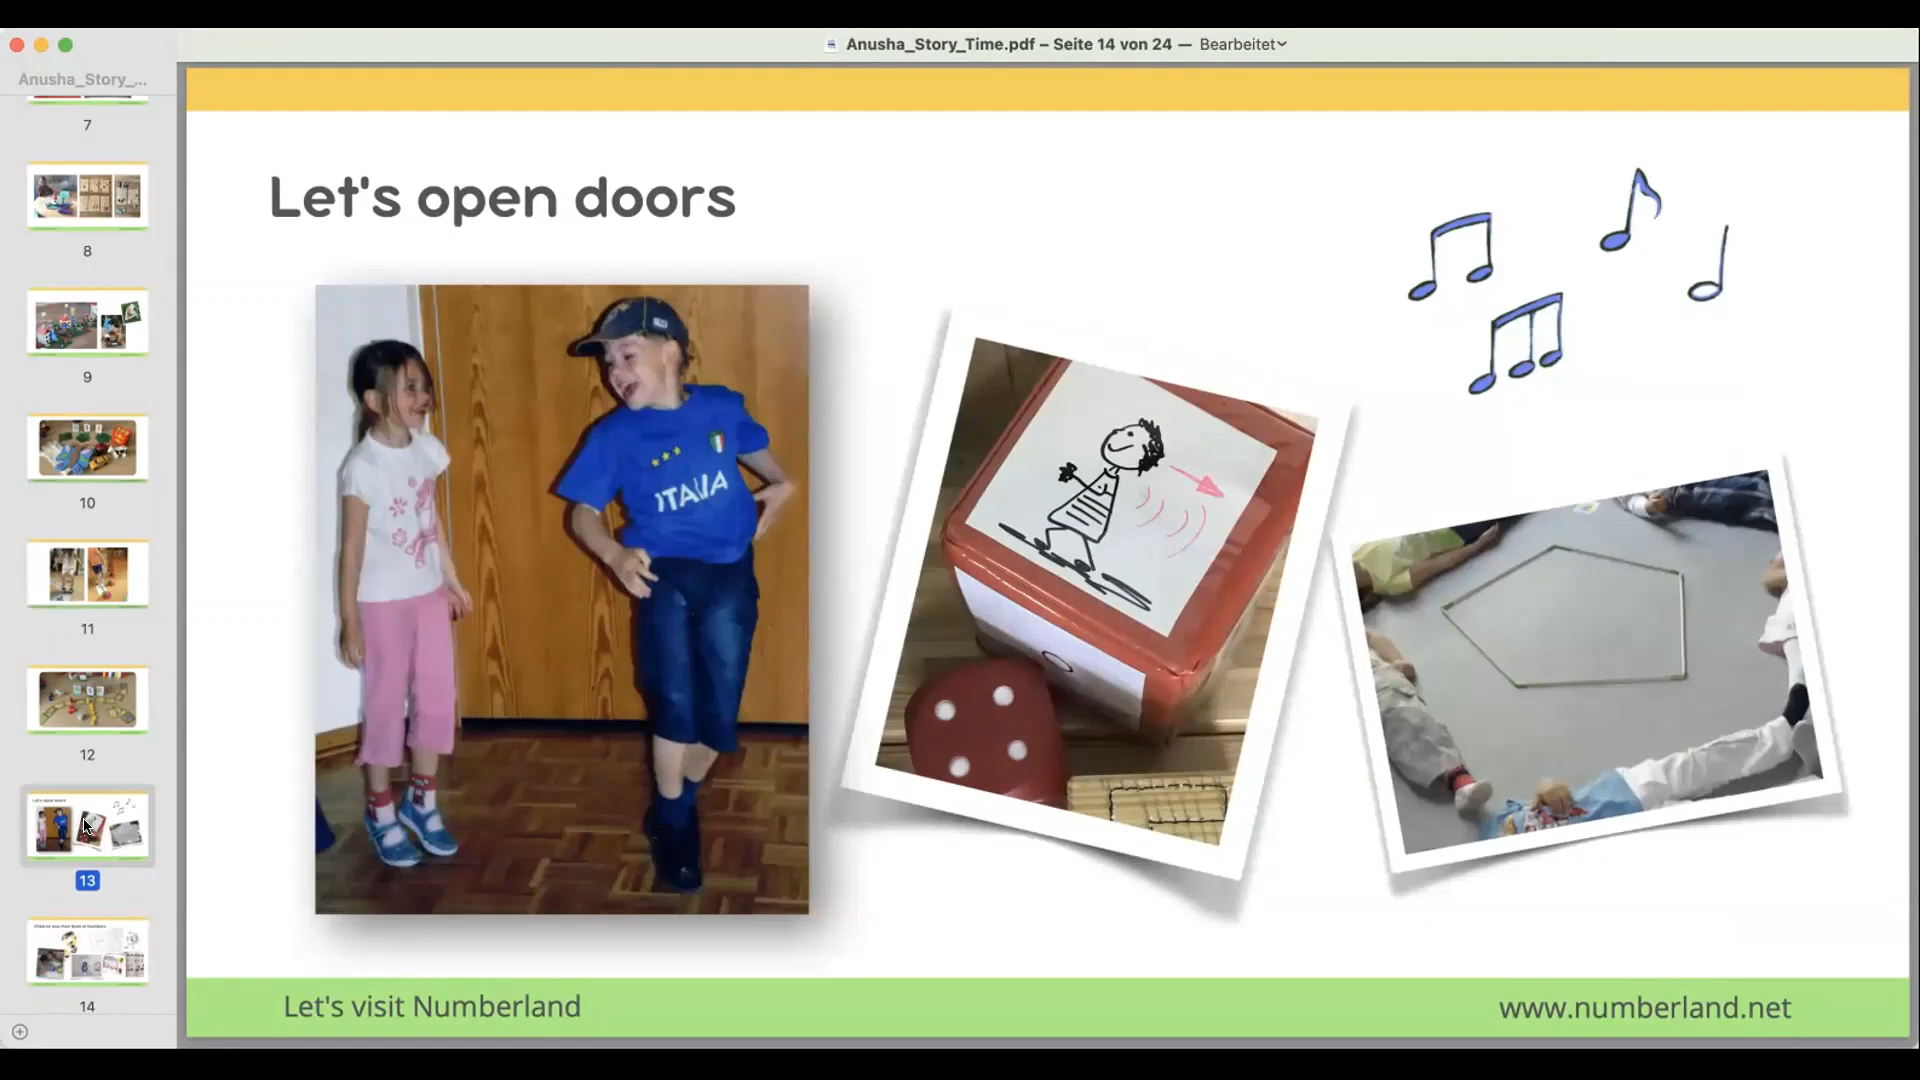 Anusha_Story_Time.pdf – Seite 14 von 24 — Bearbeitet
Anusha_Story_...
7
8
9
10
11
12
13
14
Let's open doors
ITALIA
Let's visit Numberland
www.numberland.net